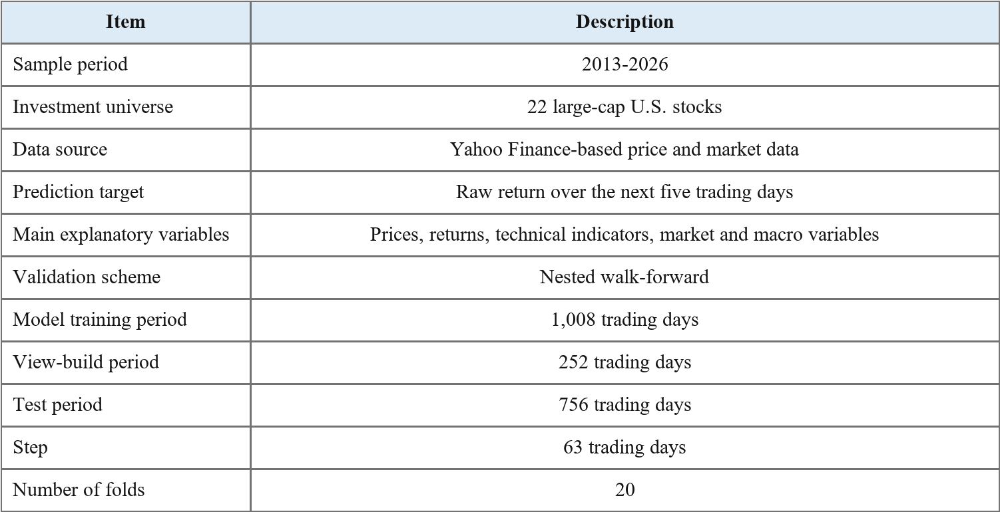 Item Description
Sample period 2013-2026
Investment universe 22 large-cap U.S. stocks
Data source Yahoo Finance-based price and market data
Prediction target Raw return over the next five trading days
Main explanatory variables Prices, returns, technical indicators, market and macro variables
Validation scheme Nested walk-forward
Model training period 1,008 trading days
View-build period 252 trading days
Test period 756 trading days
Step 63 trading days
Number of folds 20